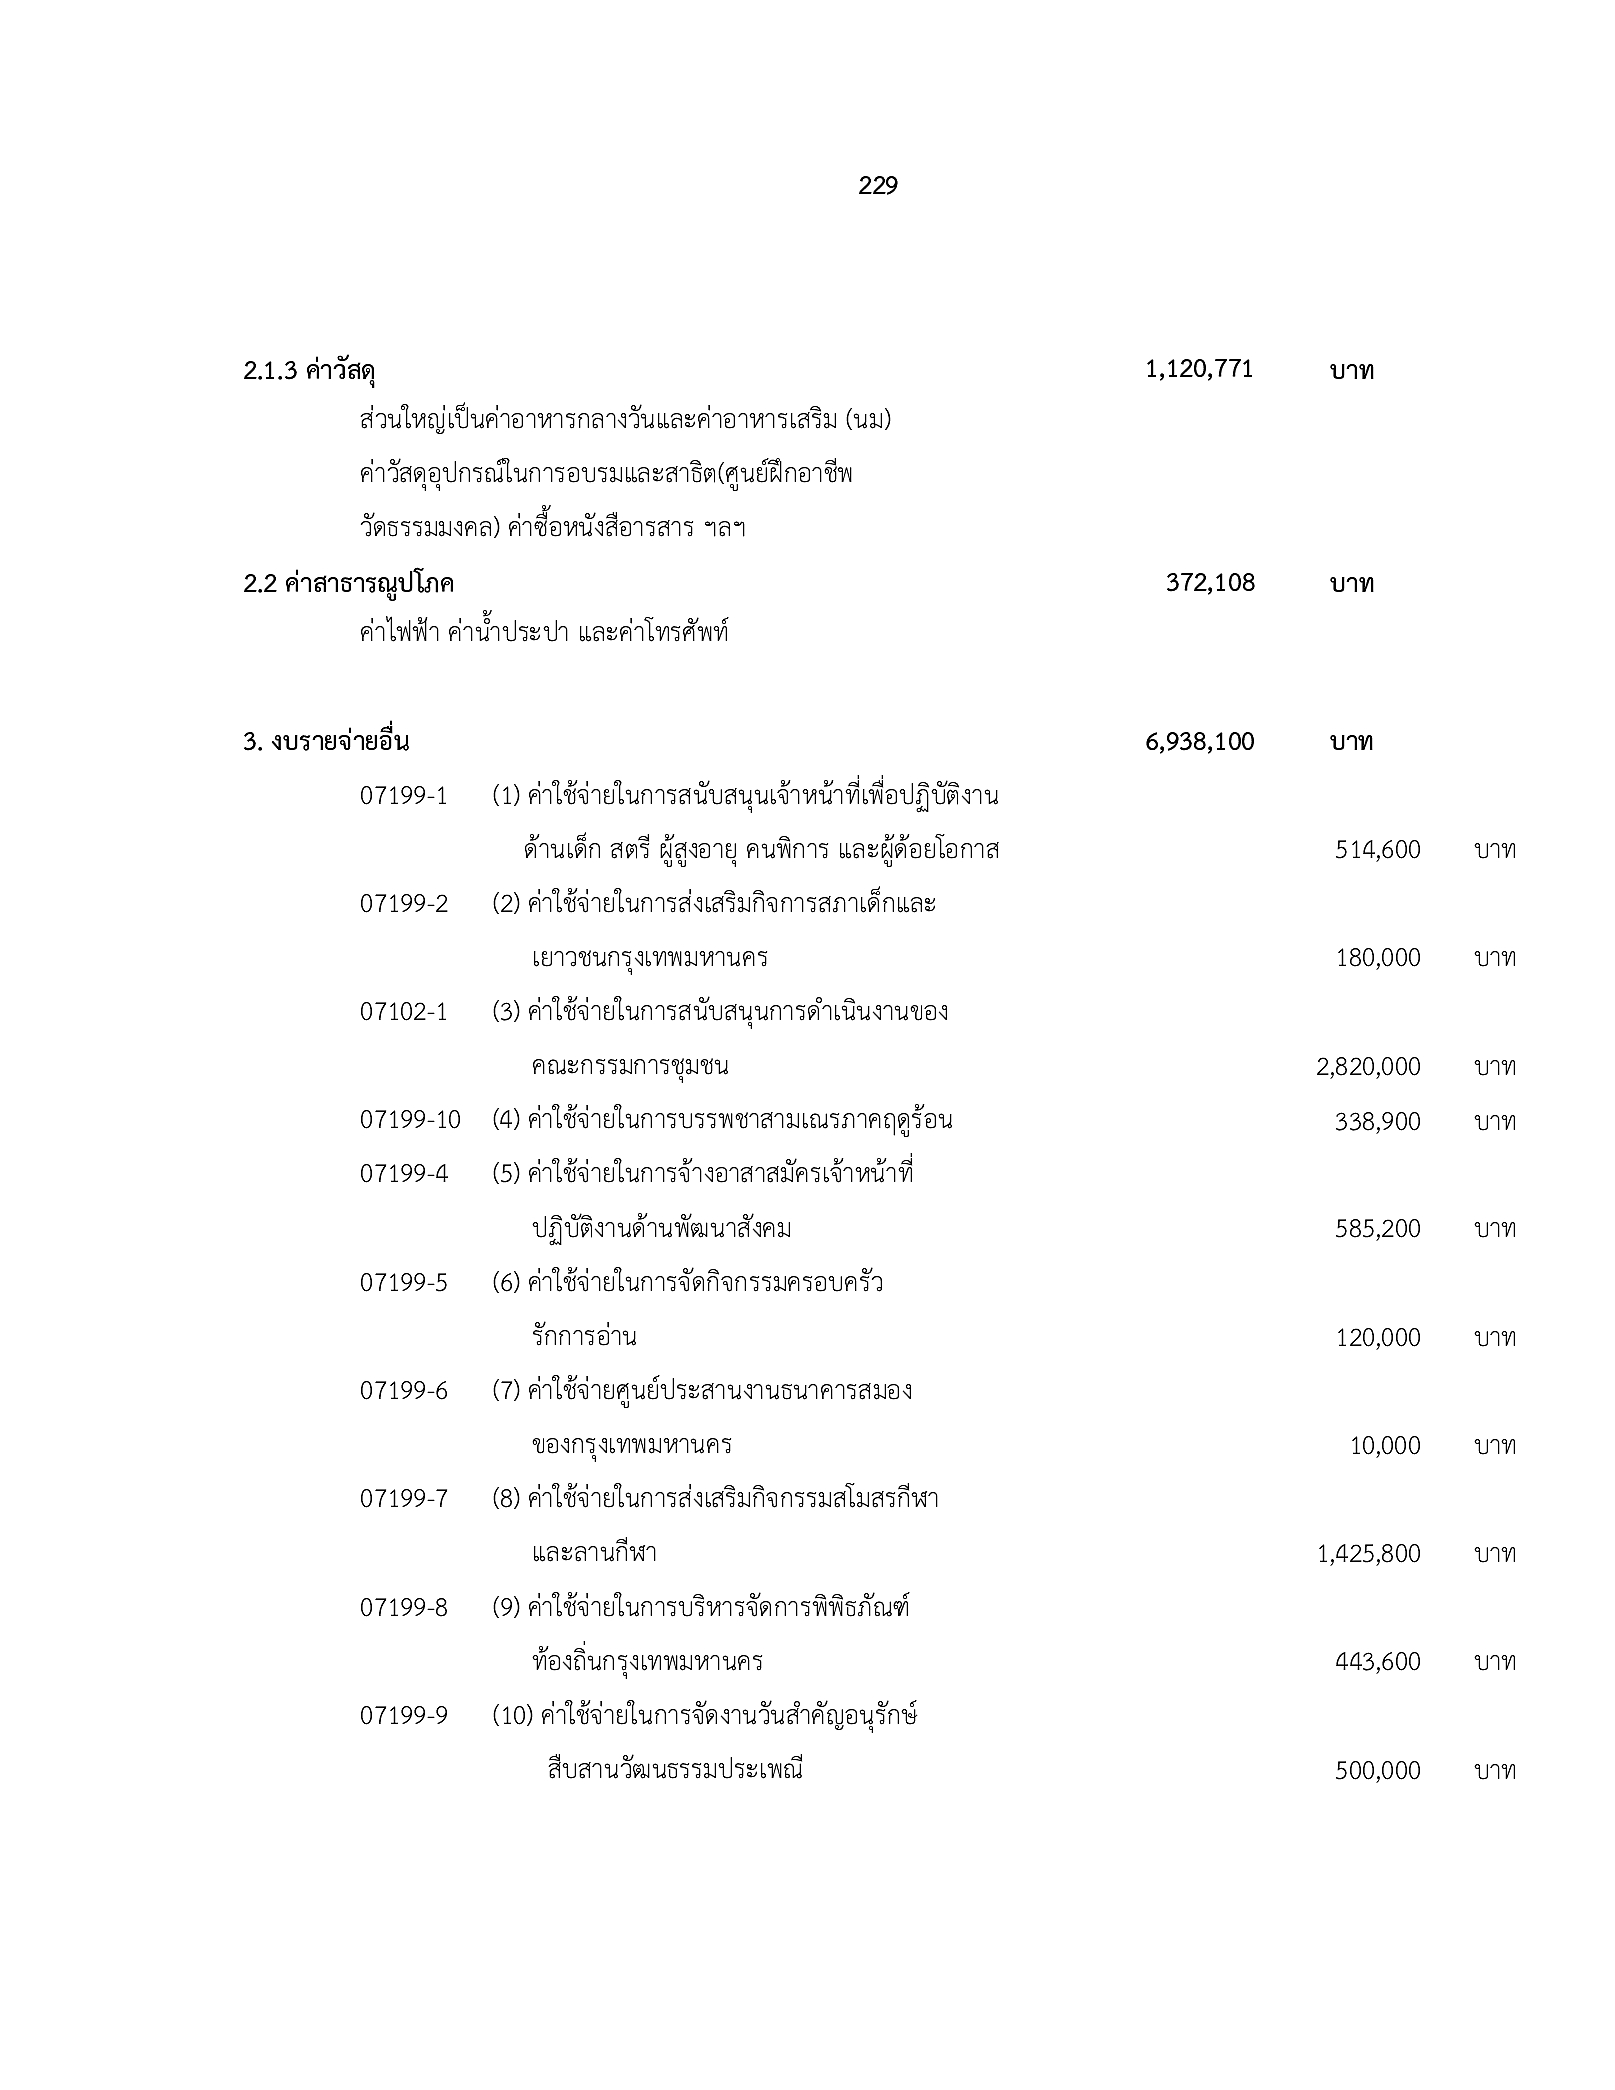 229
2.1.3 ค่าวัสดุ 1,120,771 บาท
ส่วนใหญ่เป็นค่าอาหารกลางวันและค่าอาหารเสริม (นม)
ค่าวัสดุอุปกรณ์ในการอบรมและสาธิต(ศูนย์ฝึกอาชีพ
วัดธรรมมงคล) ค่าซื้อหนังสือารสาร ฯลฯ
2.2 ค่าสาธารณูปโภค 372,108 บาท
ค่าไฟฟ้า ค่าน้ำประปา และค่าโทรศัพท์
3. งบรายจ่ายอื่น 6,938,100 บาท
07199-1 (1) ค่าใช้จ่ายในการสนับสนุนเจ้าหน้าที่เพื่อปฏิบัติงาน
ด้านเด็ก สตรี ผู้สูงอายุ คนพิการ และผู้ด้อยโอกาส 514,600 บาท
07199-2 (2) ค่าใช้จ่ายในการส่งเสริมกิจการสภาเด็กและ
เยาวชนกรุงเทพมหานคร 180,000 บาท
07102-1 (3) ค่าใช้จ่ายในการสนับสนุนการดำเนินงานของ
คณะกรรมการชุมชน 2,820,000 บาท
07199-10 (4) ค่าใช้จ่ายในการบรรพชาสามเณรภาคฤดูร้อน 338,900 บาท
07199-4 (5) ค่าใช้จ่ายในการจ้างอาสาสมัครเจ้าหน้าที่
ปฏิบัติงานด้านพัฒนาสังคม 585,200 บาท
07199-5 (6) ค่าใช้จ่ายในการจัดกิจกรรมครอบครัว
รักการอ่าน 120,000 บาท
07199-6 (7) ค่าใช้จ่ายศูนย์ประสานงานธนาคารสมอง
ของกรุงเทพมหานคร 10,000 บาท
07199-7 (8) ค่าใช้จ่ายในการส่งเสริมกิจกรรมสโมสรกีฬา
และลานกีฬา 1,425,800 บาท
07199-8 (9) ค่าใช้จ่ายในการบริหารจัดการพิพิธภัณฑ์
ท้องถิ่นกรุงเทพมหานคร 443,600 บาท
07199-9 (10) ค่าใช้จ่ายในการจัดงานวันสำคัญอนุรักษ์
สืบสานวัฒนธรรมประเพณี 500,000 บาท